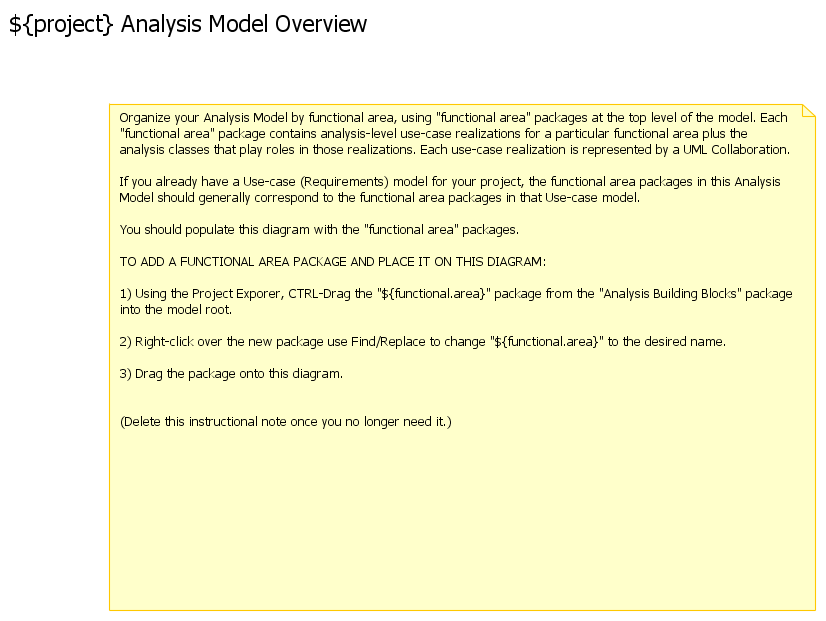 ${project} Analysis Model Overview
Organize your Analysis Model by functional area, using "functional area" packages at the top level of the model. Each
"functional area" package contains analysis-level use-case realizations for a particular functional area plus the
analysis classes that play roles in those realizations. Each use-case realization is represented by a UML Collaboration.
If you already have a Use-case (Requirements) model for your project, the functional area packages in this Analysis
Model should generally correspond to the functional area packages in that Use-case model.
You should populate this diagram with the "functional area" packages.
TO ADD A FUNCTIONAL AREA PACKAGE AND PLACE IT ON THIS DIAGRAM:
1) Using the Project Exporer, CTRL-Drag the "${functional.area}" package from the "Analysis Building Blocks" package
into the model root.
2) Right-click over the new package use Find/Replace to change "${functional.area}" to the desired name.
3) Drag the package onto this diagram.
(Delete this instructional note once you no longer need it.)